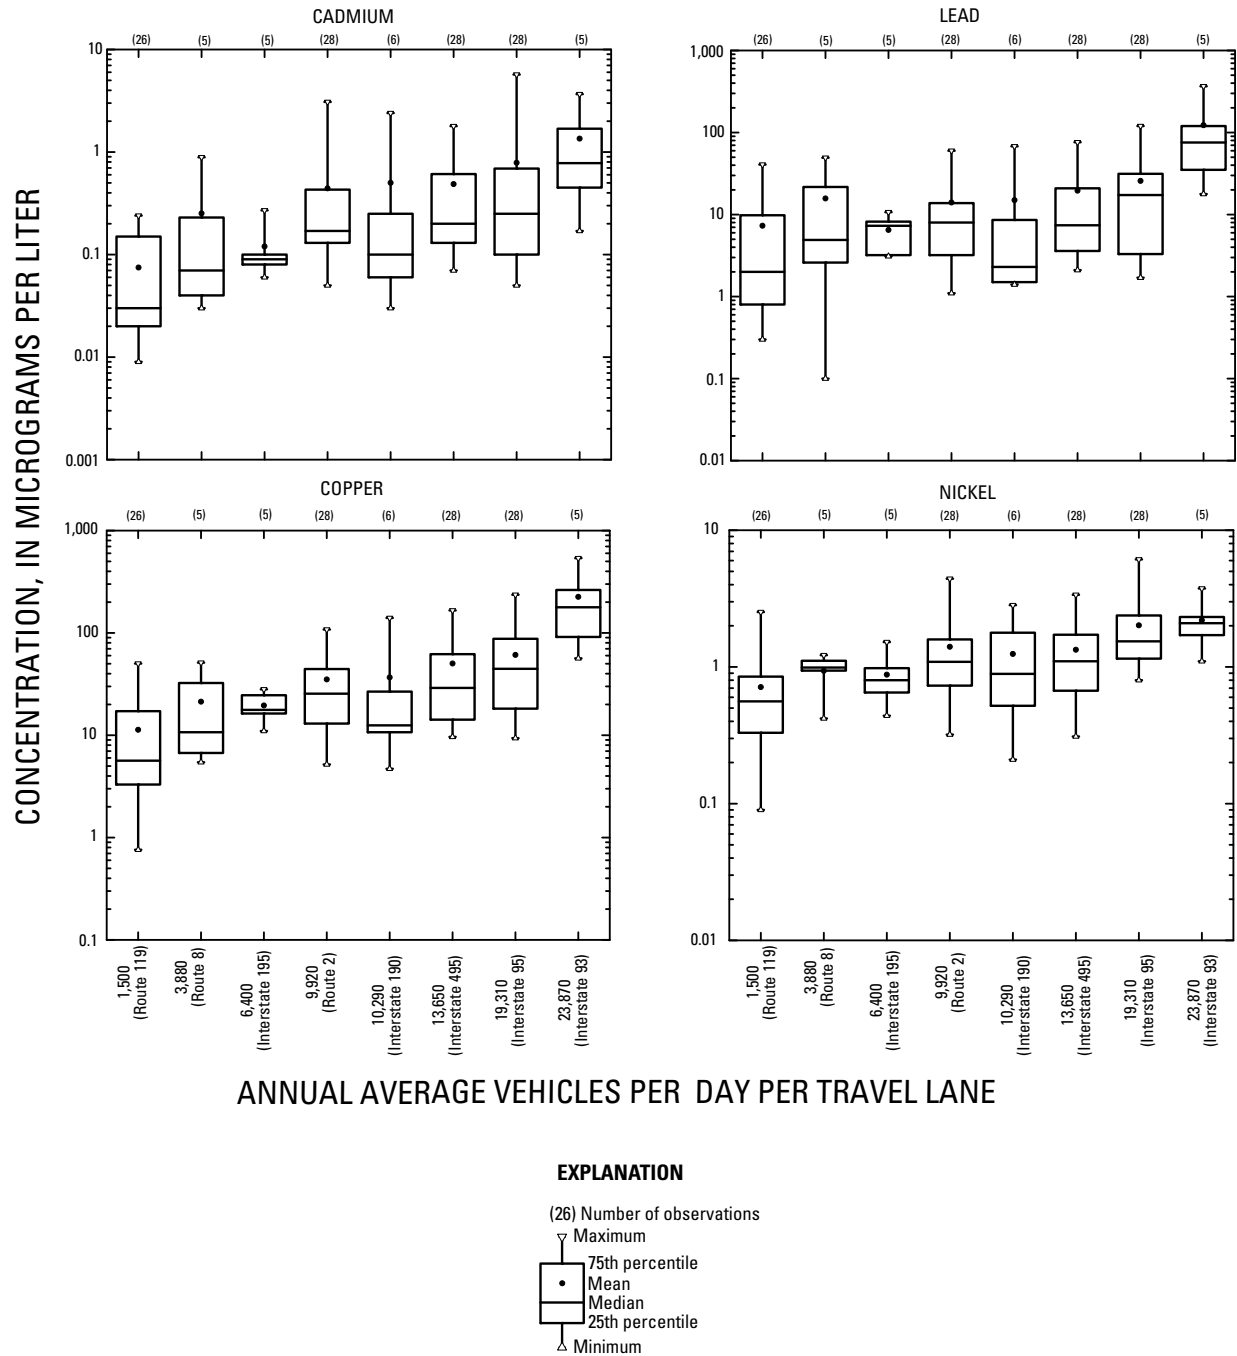 CADMIUM
(26) (5) (5) (28) (6) (28) (28) (5)
10
1
0.1
0.01
0.001
LEAD
(26) (5) (5) (28) (6) (28) (28) (5)
1,000
100
10
1
0.1
0.01
CONCENTRATION, IN MICROGRAMS PER LITER
COPPER
(26) (5) (5) (28) (6) (28) (28) (5)
1,000
100
10
1
0.1
1,500
(Route 119)
3,880
(Route 8)
6,400
(Interstate 195)
9,920
(Route 2)
10,290
(Interstate 190)
13,650
(Interstate 495)
19,310
(Interstate 95)
23,870
(Interstate 93)
NICKEL
(26) (5) (5) (28) (6) (28) (28) (5)
10
1
0.1
0.01
1,500
(Route 119)
3,880
(Route 8)
6,400
(Interstate 195)
9,920
(Route 2)
10,290
(Interstate 190)
13,650
(Interstate 495)
19,310
(Interstate 95)
23,870
(Interstate 93)
ANNUAL AVERAGE VEHICLES PER DAY PER TRAVEL LANE
EXPLANATION
(26) Number of observations
Maximum
75th percentile
Mean
Median
25th percentile
Minimum